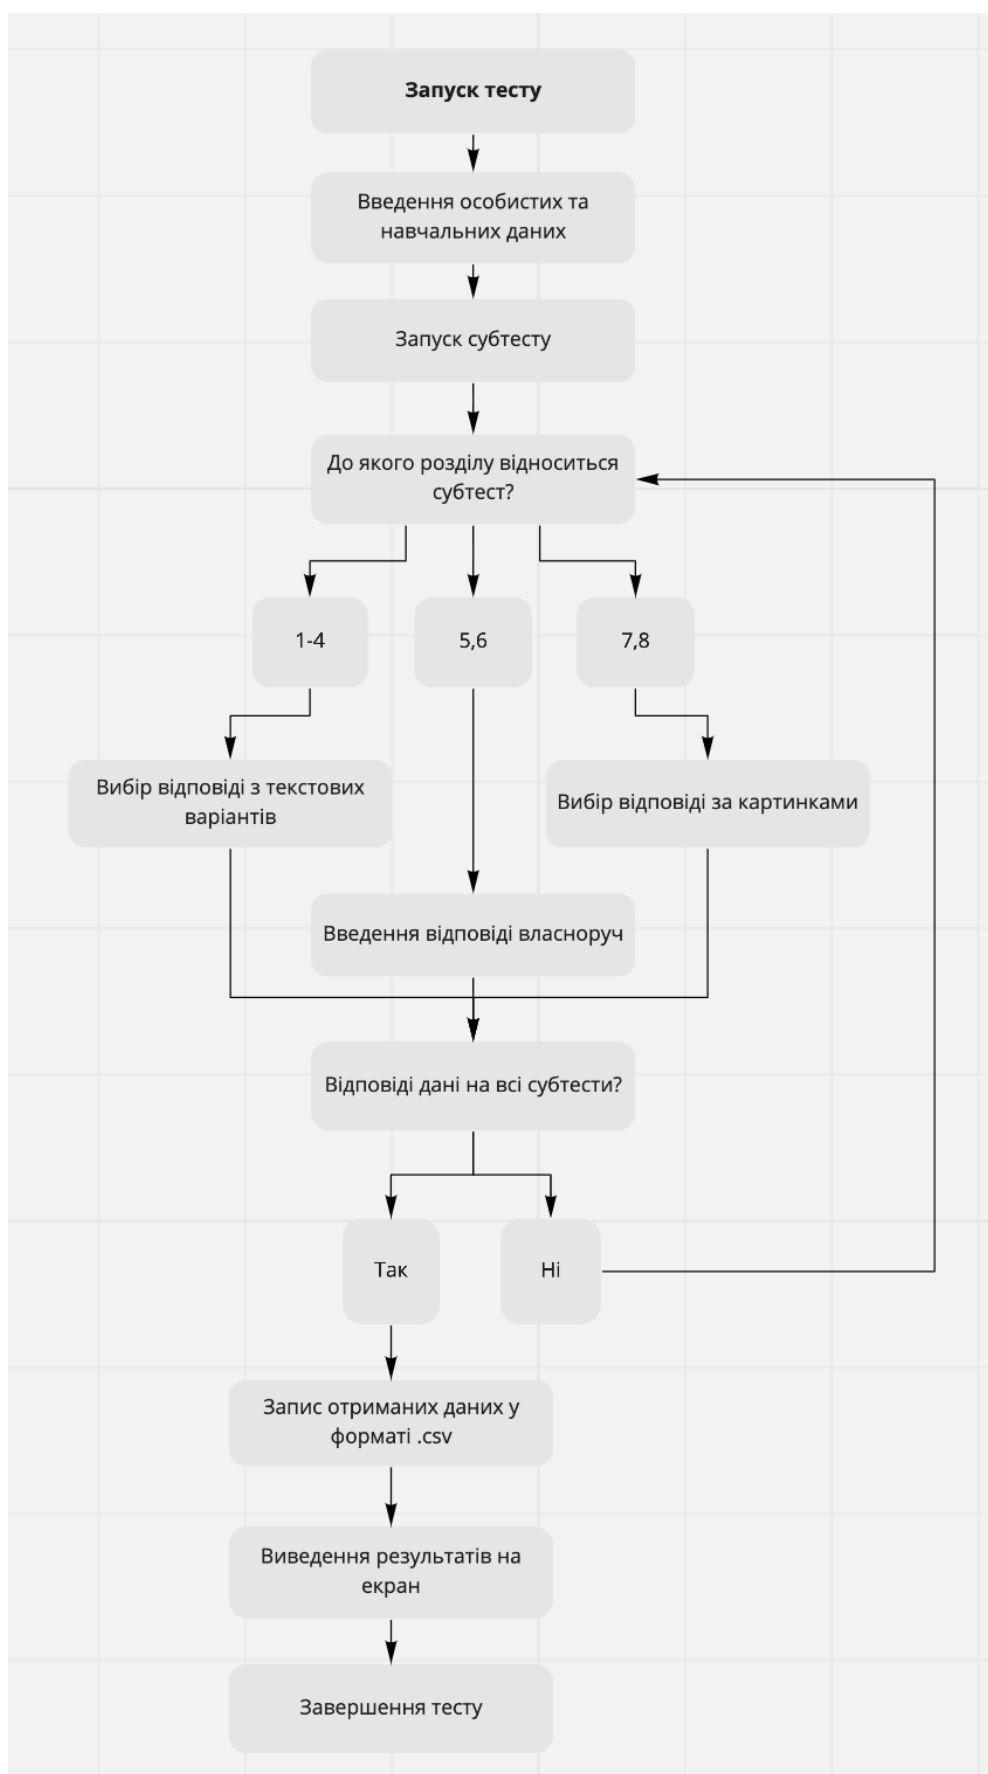 Запуск тесту
Введення особистих та
навчальних даних
Запуск субтесту
До якого розділу відноситься
субтест?
1-4
5,6
7,8
Вибір відповіді з текстових
варіантів
Вибір відповіді за картинками
Введення відповіді власноруч
Відповіді дані на всі субтести?
Так
Ні
Запис отриманих даних у
форматі .csv
Виведення результатів на
екран
Завершення тесту